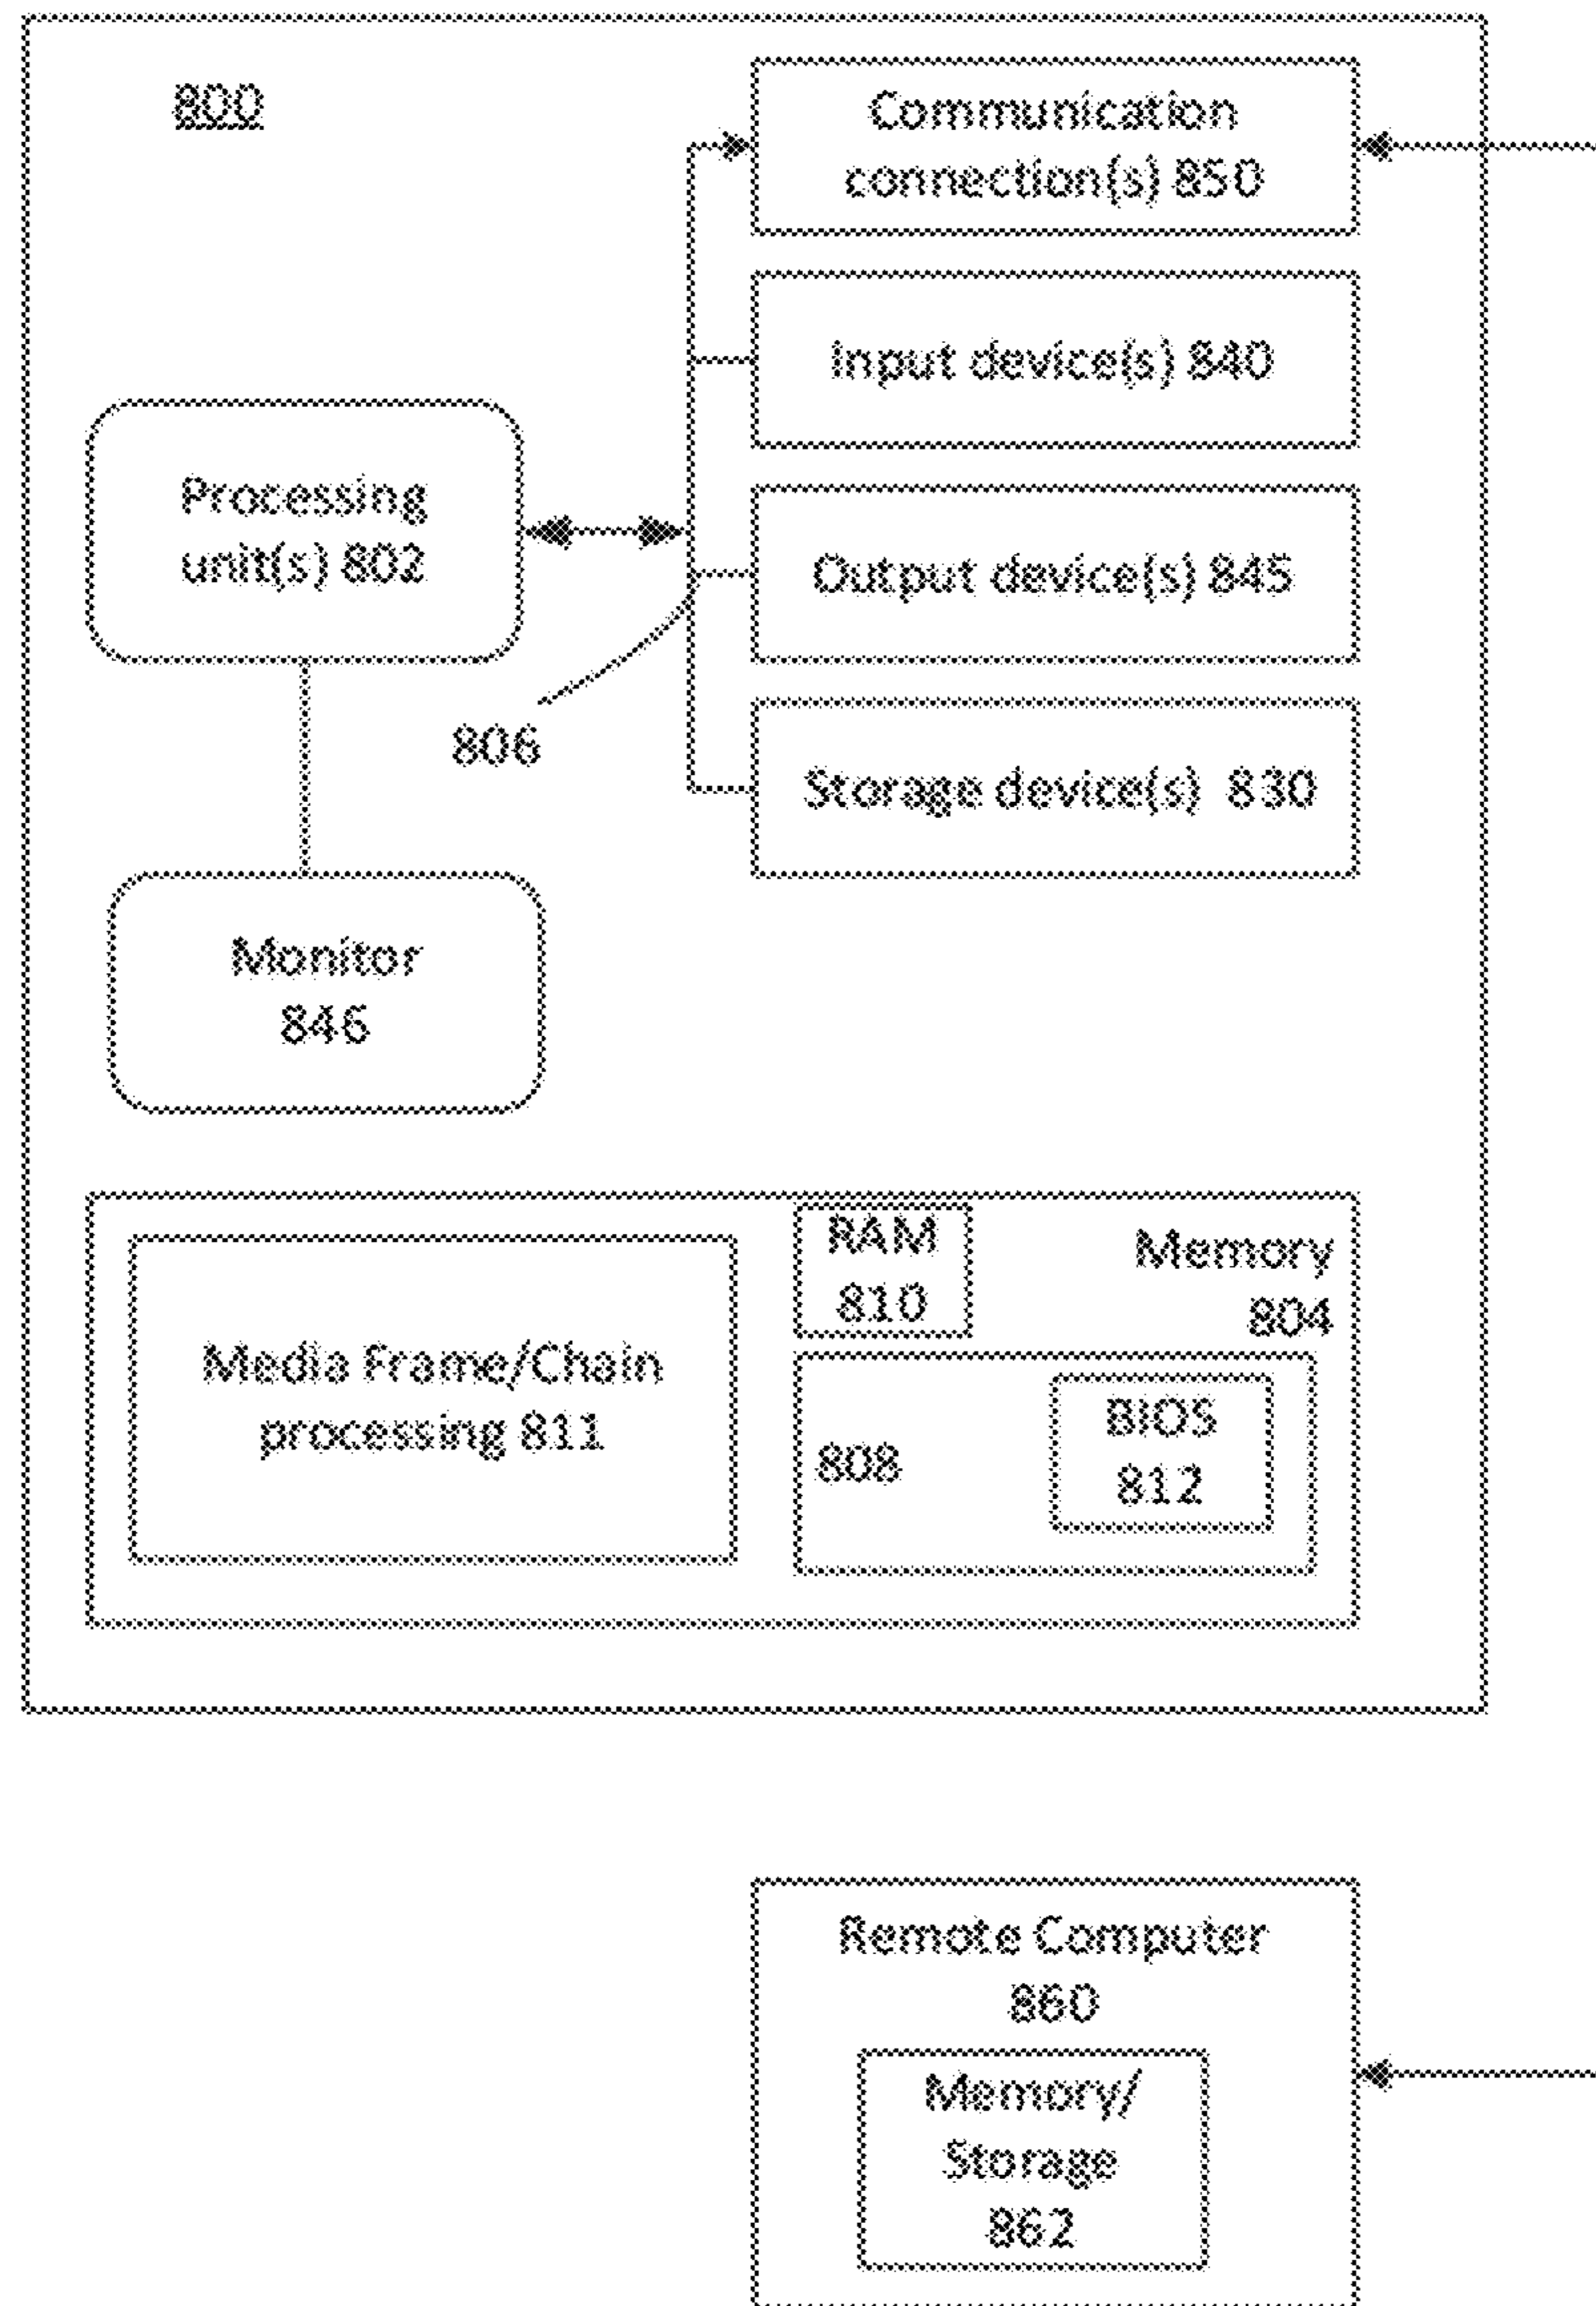 800
Communication
connection(s) 850
Input device(s) 840
Processing
unit(s) 802
Output device(s) 845
806
Storage device(s) 830
Monitor
846
RAM
810
Memory
804
Media Frame/Chain
processing 811
808
BIOS
812
Remote Computer
860
Memory/
Storage
862